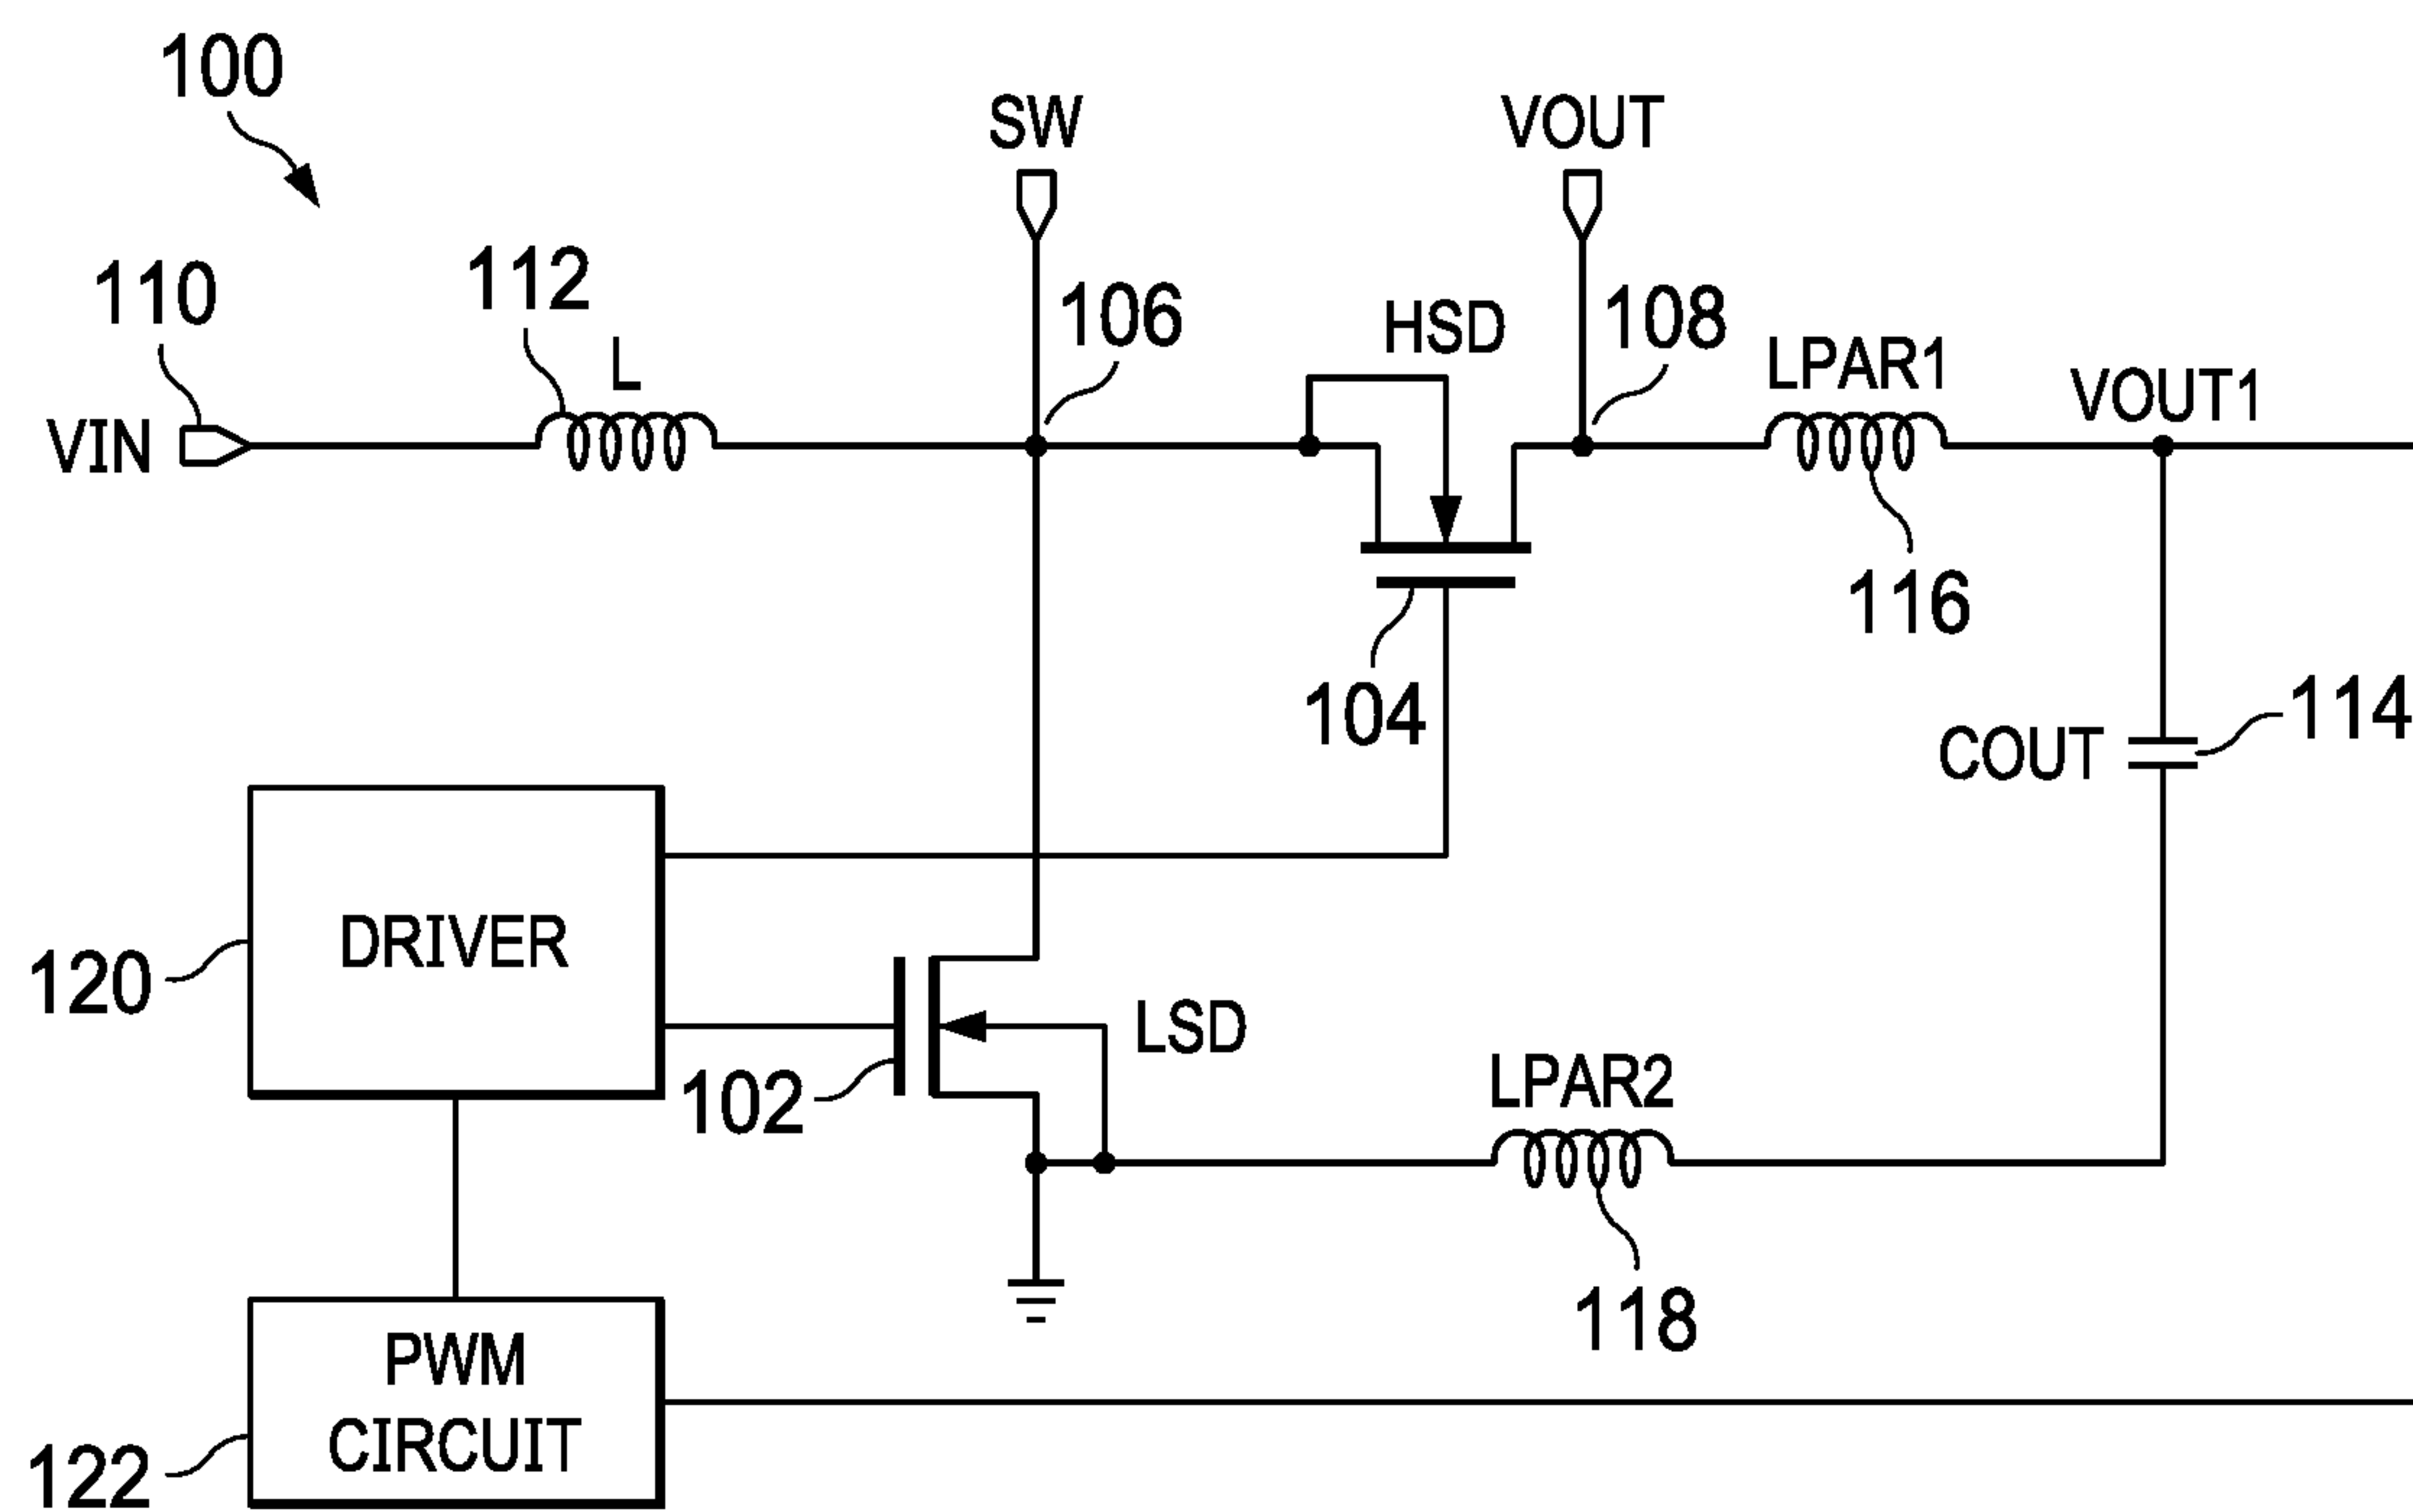 100
SW
VOUT
110
112
L
106
HSD
108
LPAR1
VOUT1
VIN
116
104
COUT
114
DRIVER
120
102
LSD
LPAR2
118
PWM
CIRCUIT
122